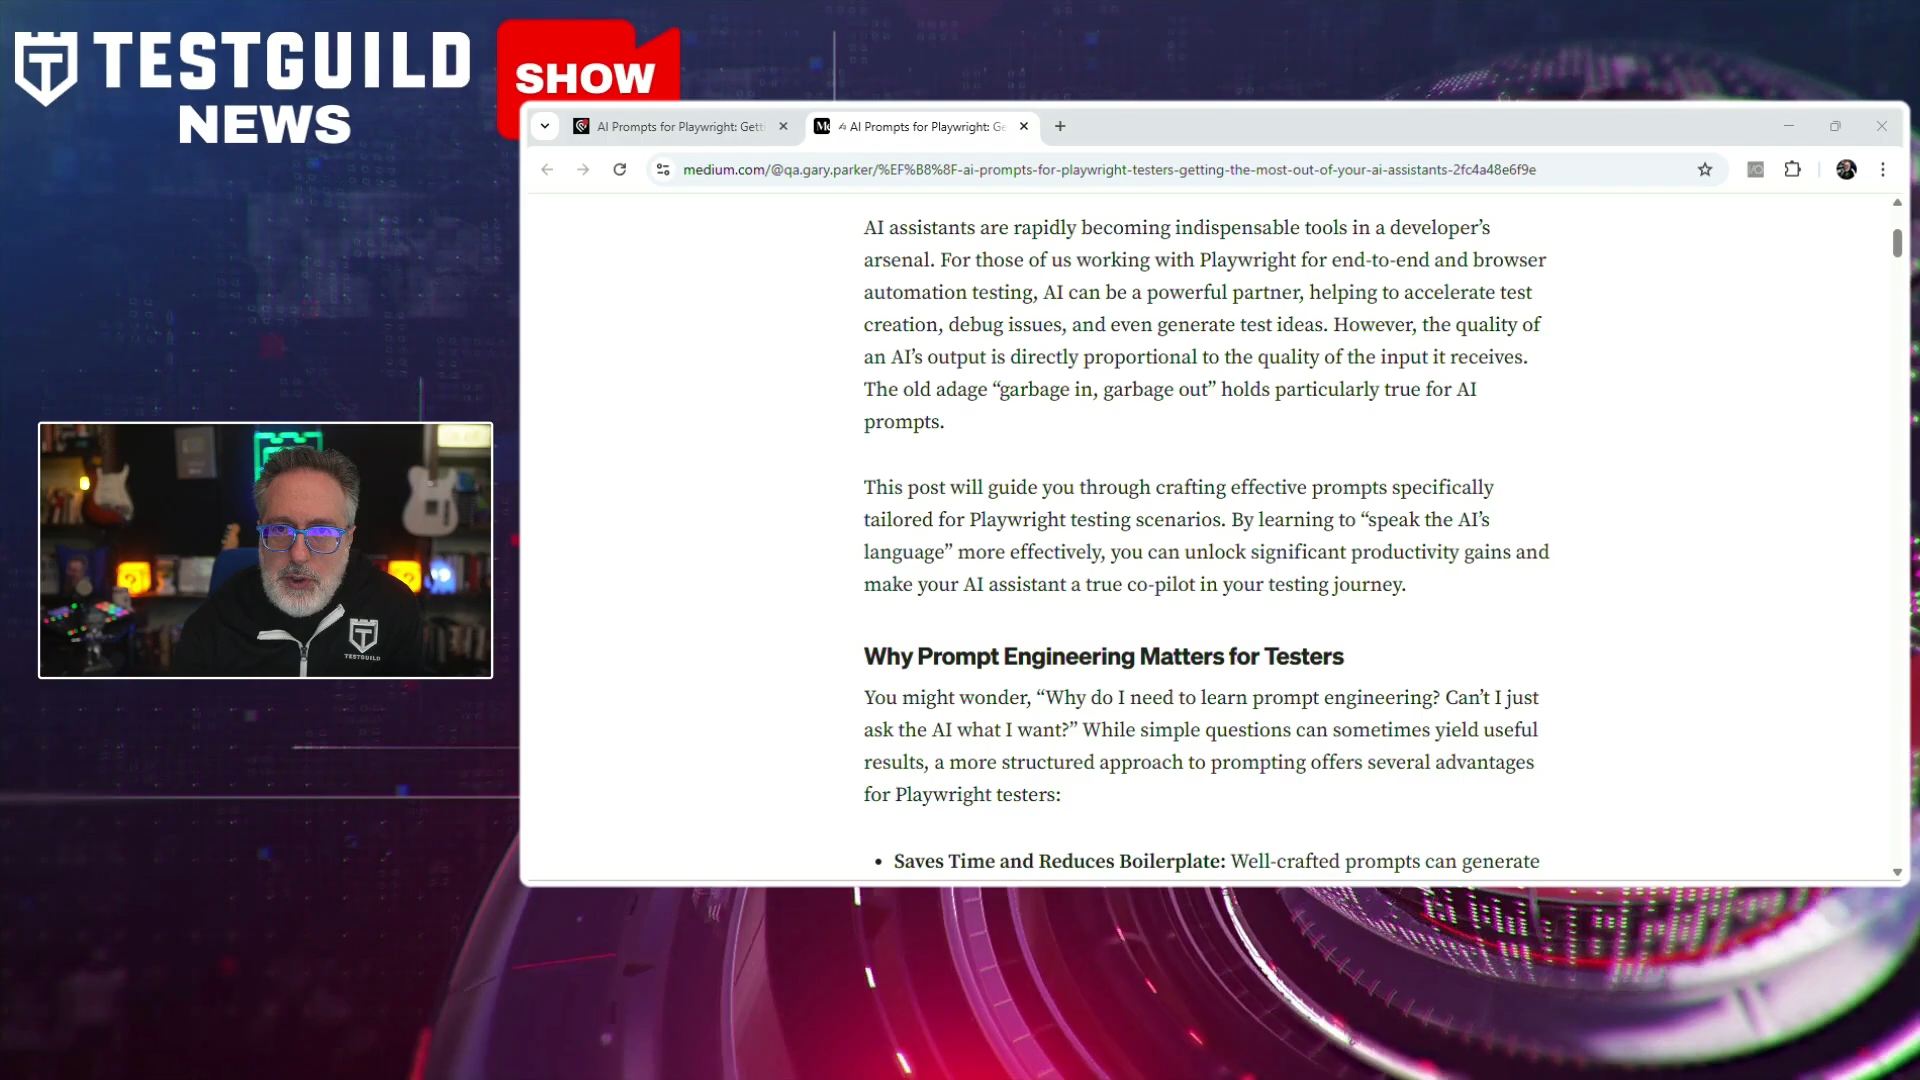 TESTGUILD
NEWS
SHOW
AI Prompts for Playwright: Gett
AI Prompts for Playwright: Ge
medium.com/@qa.gary.parker/%EF%B8%8F-ai-prompts-for-playwright-testers-getting-the-most-out-of-your-ai-assistants-2fc4a48e6f9e
AI assistants are rapidly becoming indispensable tools in a developer’s
arsenal. For those of us working with Playwright for end-to-end and browser
automation testing, AI can be a powerful partner, helping to accelerate test
creation, debug issues, and even generate test ideas. However, the quality of
an AI’s output is directly proportional to the quality of the input it receives.
The old adage “garbage in, garbage out” holds particularly true for AI
prompts.
This post will guide you through crafting effective prompts specifically
tailored for Playwright testing scenarios. By learning to “speak the AI’s
language” more effectively, you can unlock significant productivity gains and
make your AI assistant a true co-pilot in your testing journey.
Why Prompt Engineering Matters for Testers
You might wonder, “Why do I need to learn prompt engineering? Can’t I just
ask the AI what I want?” While simple questions can sometimes yield useful
results, a more structured approach to prompting offers several advantages
for Playwright testers:
• Saves Time and Reduces Boilerplate: Well-crafted prompts can generate
TESTGUILD